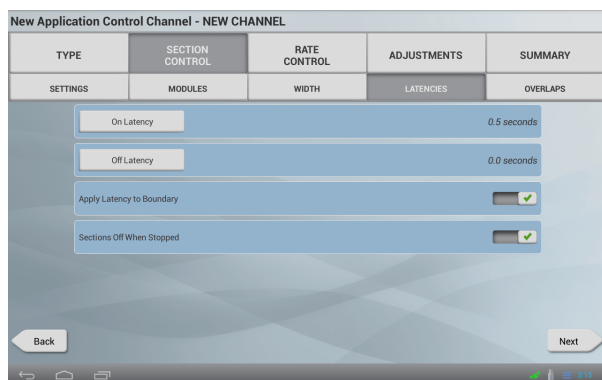 New Application Control Channel - NEW CHANNEL
TYPE
SECTION
CONTROL
RATE
CONTROL
ADJUSTMENTS
SUMMARY
SETTINGS
MODULES
WIDTH
LATENCIES
OVERLAPS
On Latency
0.5 seconds
Off Latency
0.0 seconds
Apply Latency to Boundary
Sections Off When Stopped
Back
Next